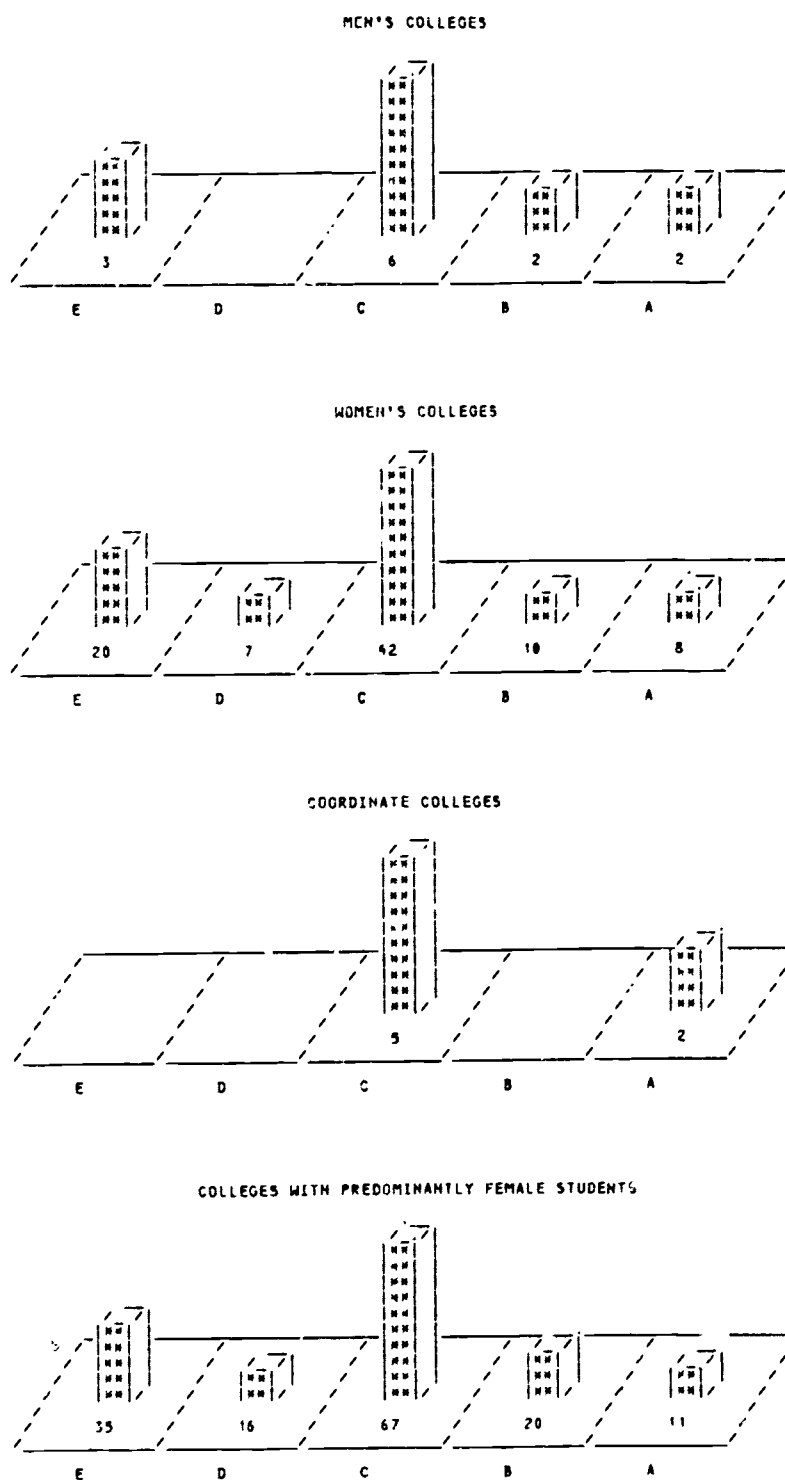 MEN'S COLLEGES
3 6 2 2
E D C B A
WOMEN'S COLLEGES
20 7 42 10 8
E D C B A
COORDINATE COLLEGES
5 2
E D C B A
COLLEGES WITH PREDOMINANTLY FEMALE STUDENTS
35 16 67 20 11
E D C B A